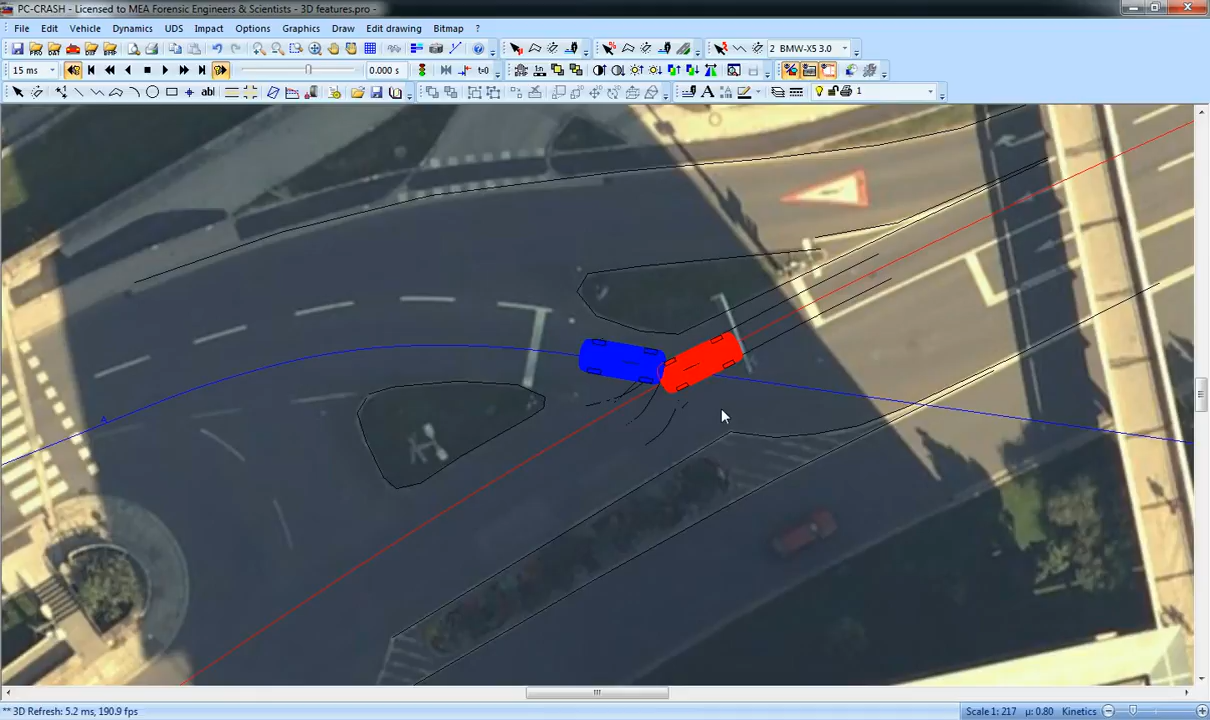 PC-CRASH - Licensed to MEA Forensic Engineers & Scientists - 3D features.pro -
File Edit Vehicle Dynamics UDS Impact Options Graphics Draw Edit drawing Bitmap ?
2 BMW-X5 3.0
15 ms 0.000 s t=0
abl 1
** 3D Refresh: 5.2 ms, 190.9 fps Scale 1: 217 µ: 0.80 Kinetics